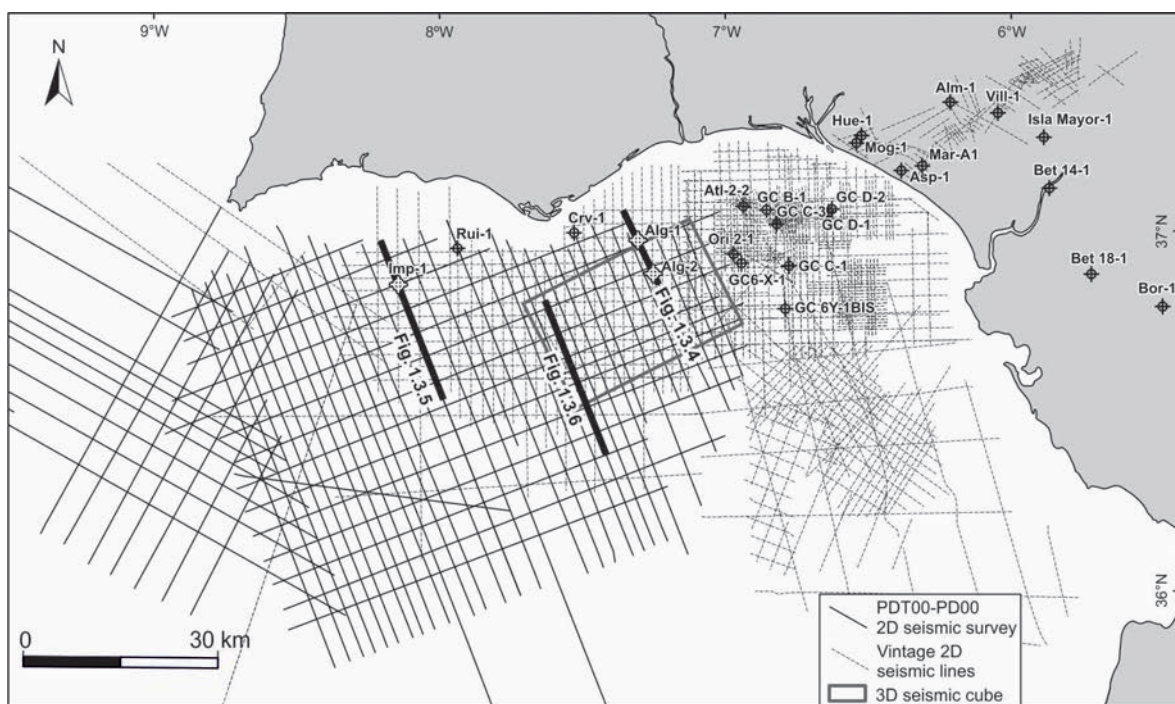 9°W
8°W
7°W
6°W
N
Alm-1
Vill-1
Hue-1
Isla Mayor-1
Mog-1
Mar-A1
Asp-1
Bet 14-1
Atl-2-2
GC B-1
GC D-2
GC C-3
GC D-1
Crv-1
Alg-1
Rui-1
Ori 2-1
37°N
Imp-1
Alg-2
GC C-1
GC6-X-1
Bet 18-1
Bor-1
GC 6Y-1BIS
Fig. 1.3.4
Fig. 1.3.5
Fig. 1.3.6
36°N
0
30 km
PDT00-PD00
2D seismic survey
Vintage 2D
seismic lines
3D seismic cube